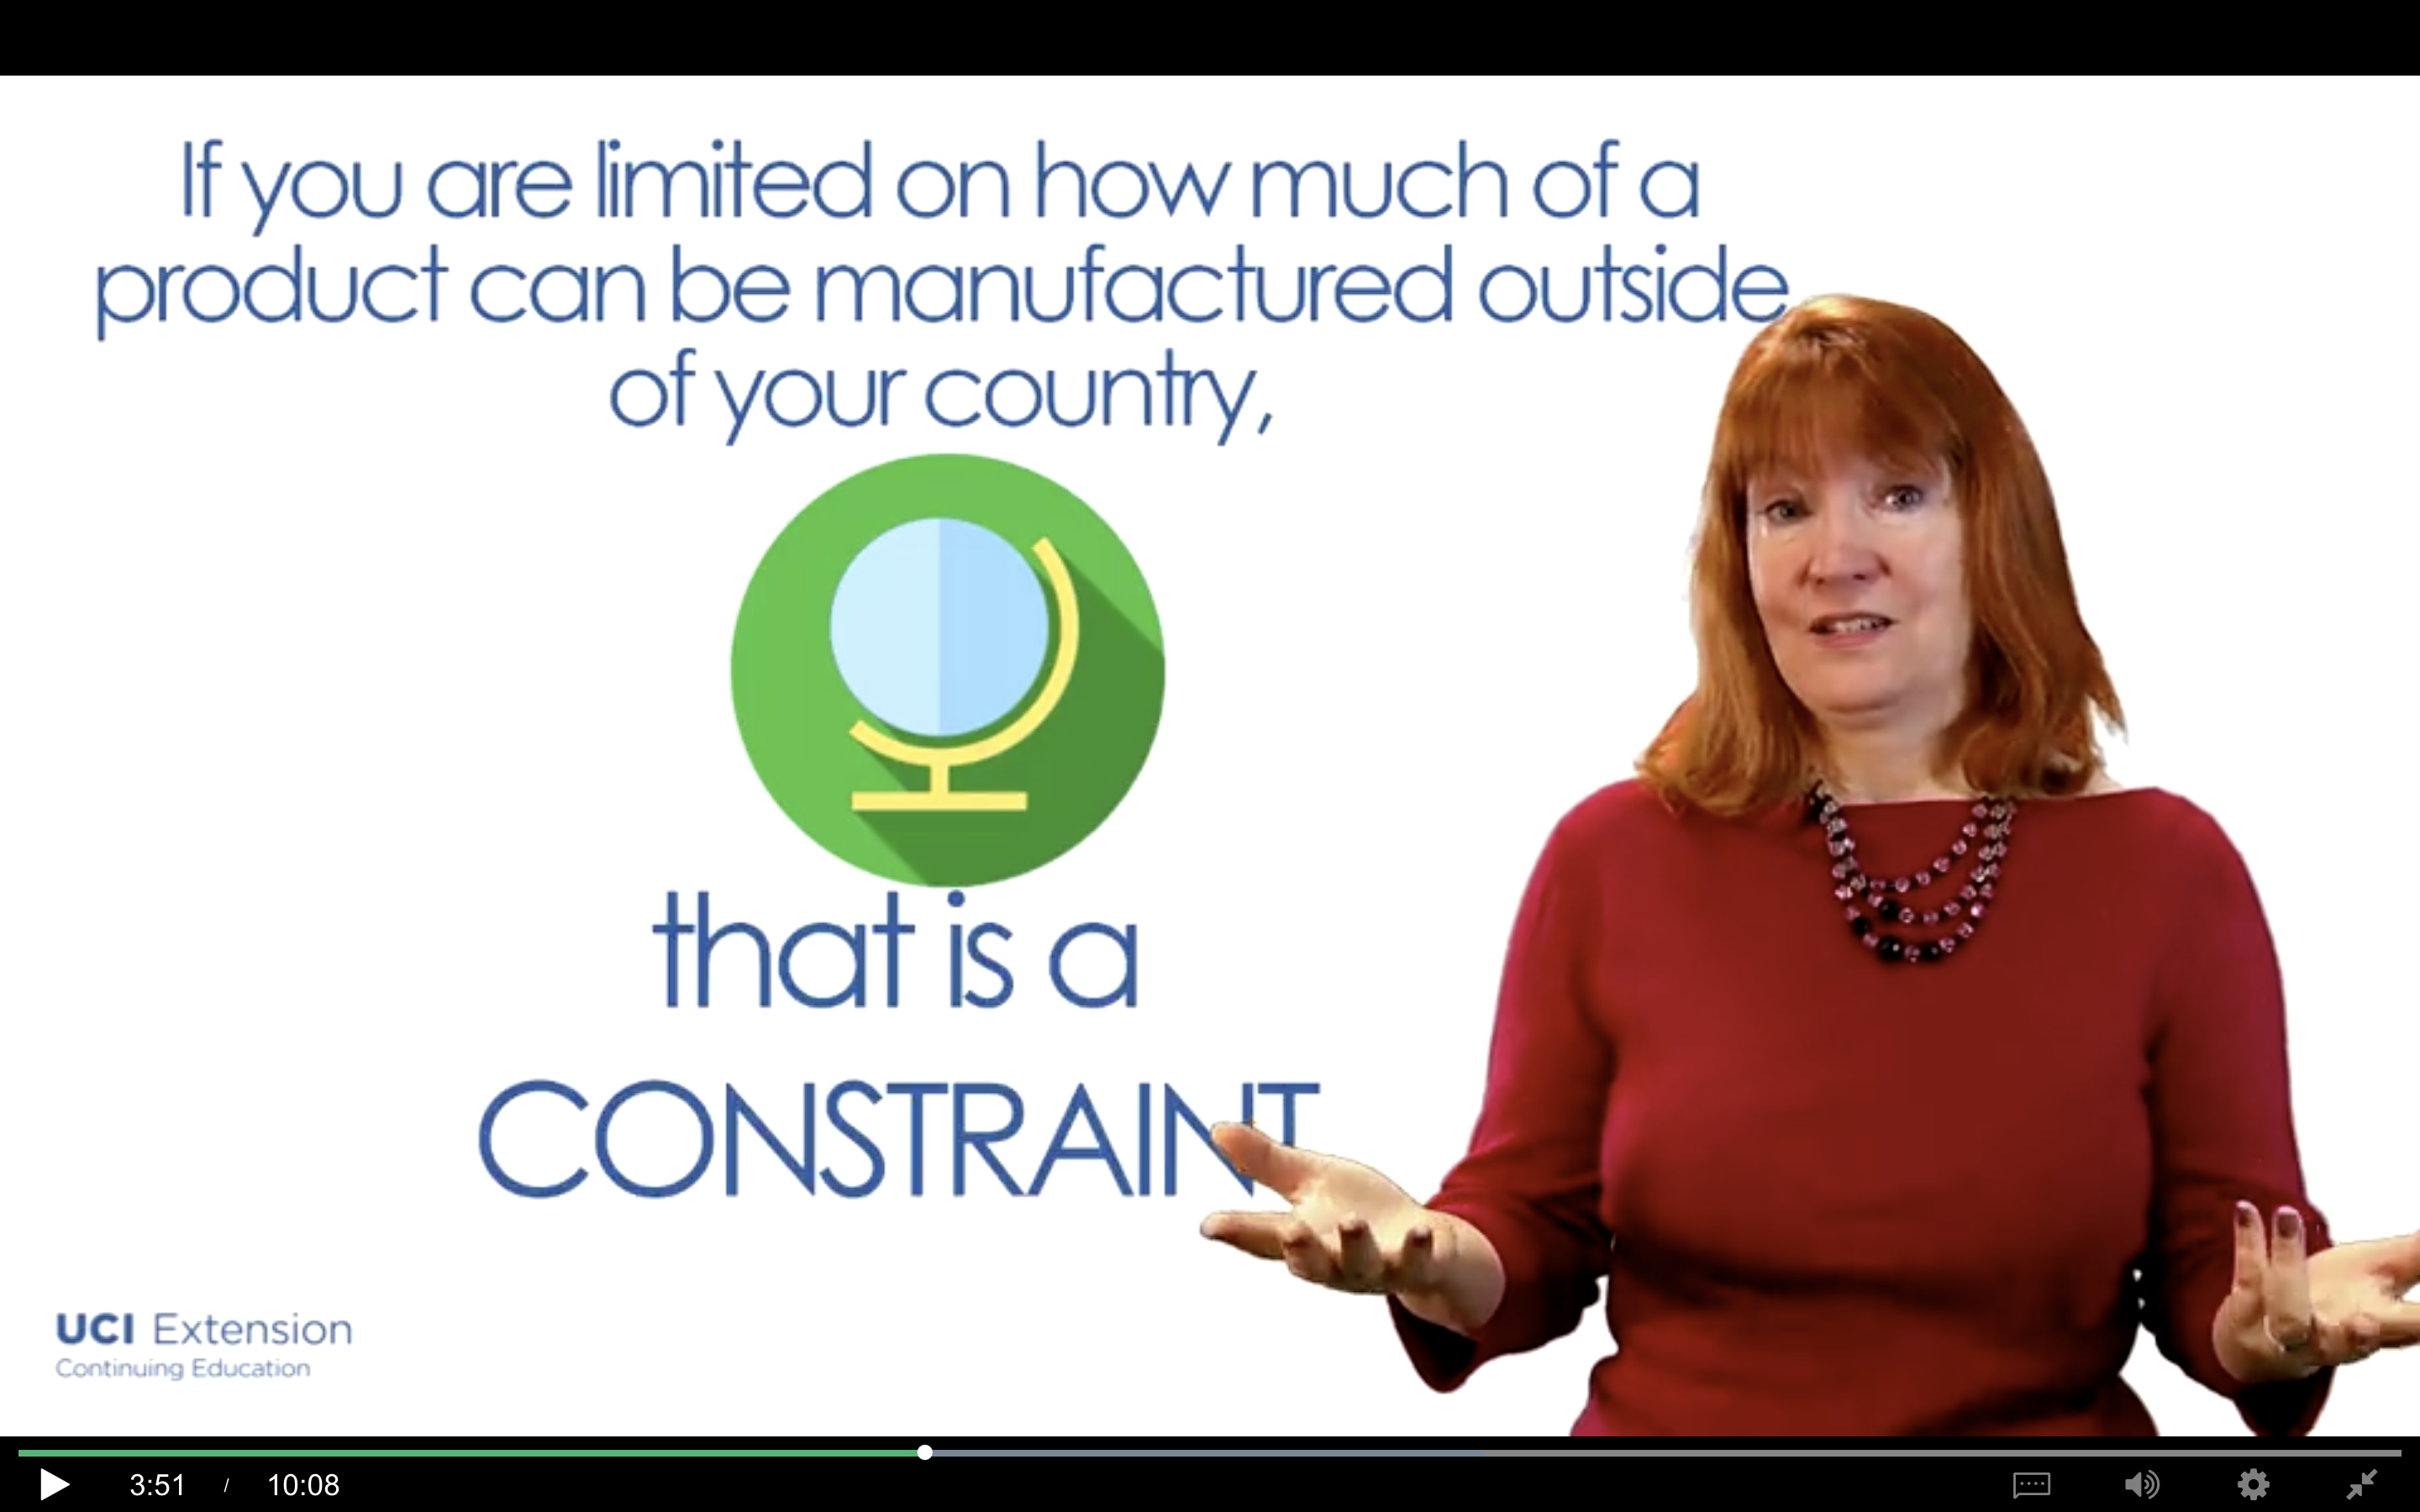 If you are limited on how much of a
product can be manufactured outside
of your country,
that is a
CONSTRAINT
UCI Extension
Continuing Education
3:51 / 10:08